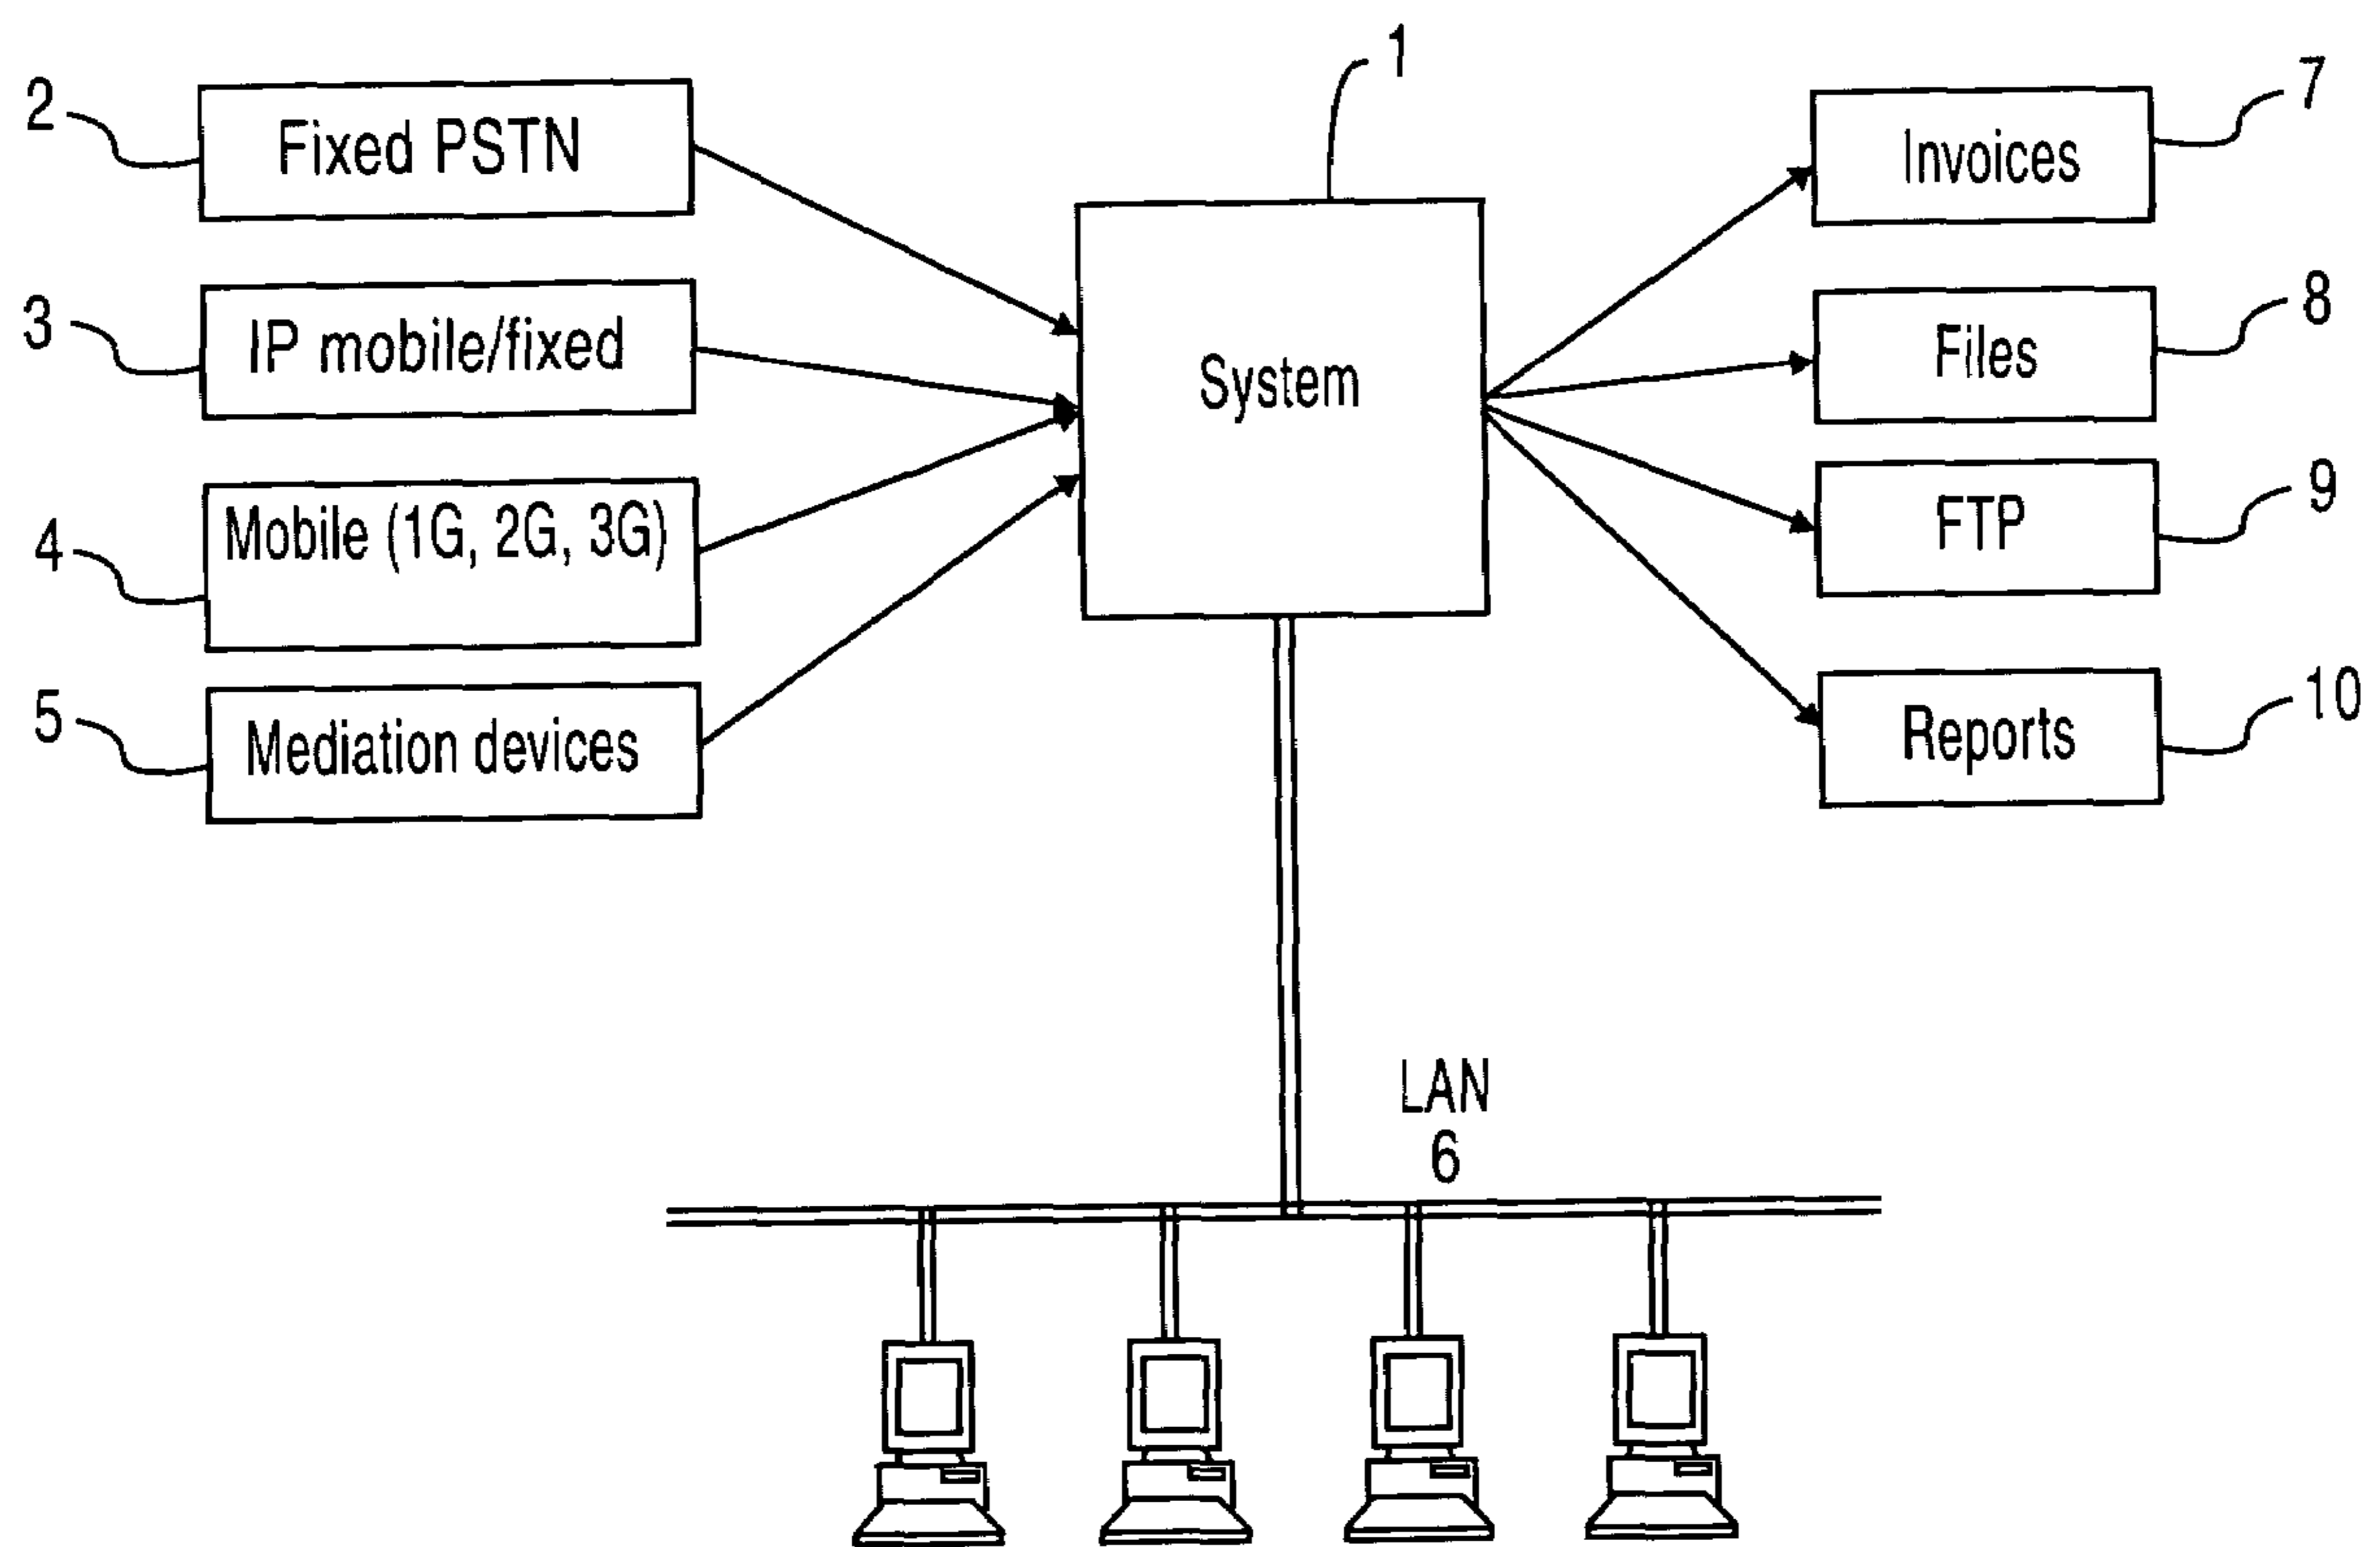 1
2
Fixed PSTN
3
IP mobile/fixed
4
Mobile (1G, 2G, 3G)
5
Mediation devices
System
7
Invoices
8
Files
9
FTP
10
Reports
LAN
6